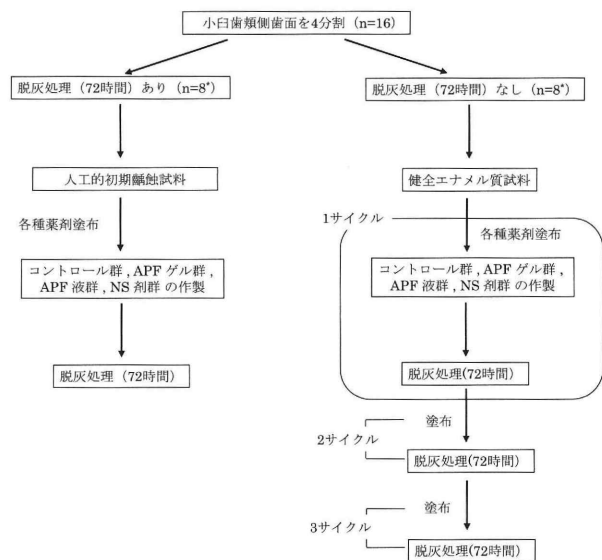 小臼歯頬側歯面を4分割（n=16）
脱灰処理（72時間）あり（n=8*）
人工的初期齲蝕試料
各種薬剤塗布
コントロール群 , APF ゲル群 ,
APF 液群 , NS 剤群 の作製
脱灰処理（72時間）
脱灰処理（72時間）なし（n=8*）
健全エナメル質試料
1サイクル
各種薬剤塗布
コントロール群 , APF ゲル群 ,
APF 液群 , NS 剤群 の作製
脱灰処理(72時間)
塗布
2サイクル
脱灰処理(72時間)
塗布
3サイクル
脱灰処理(72時間)